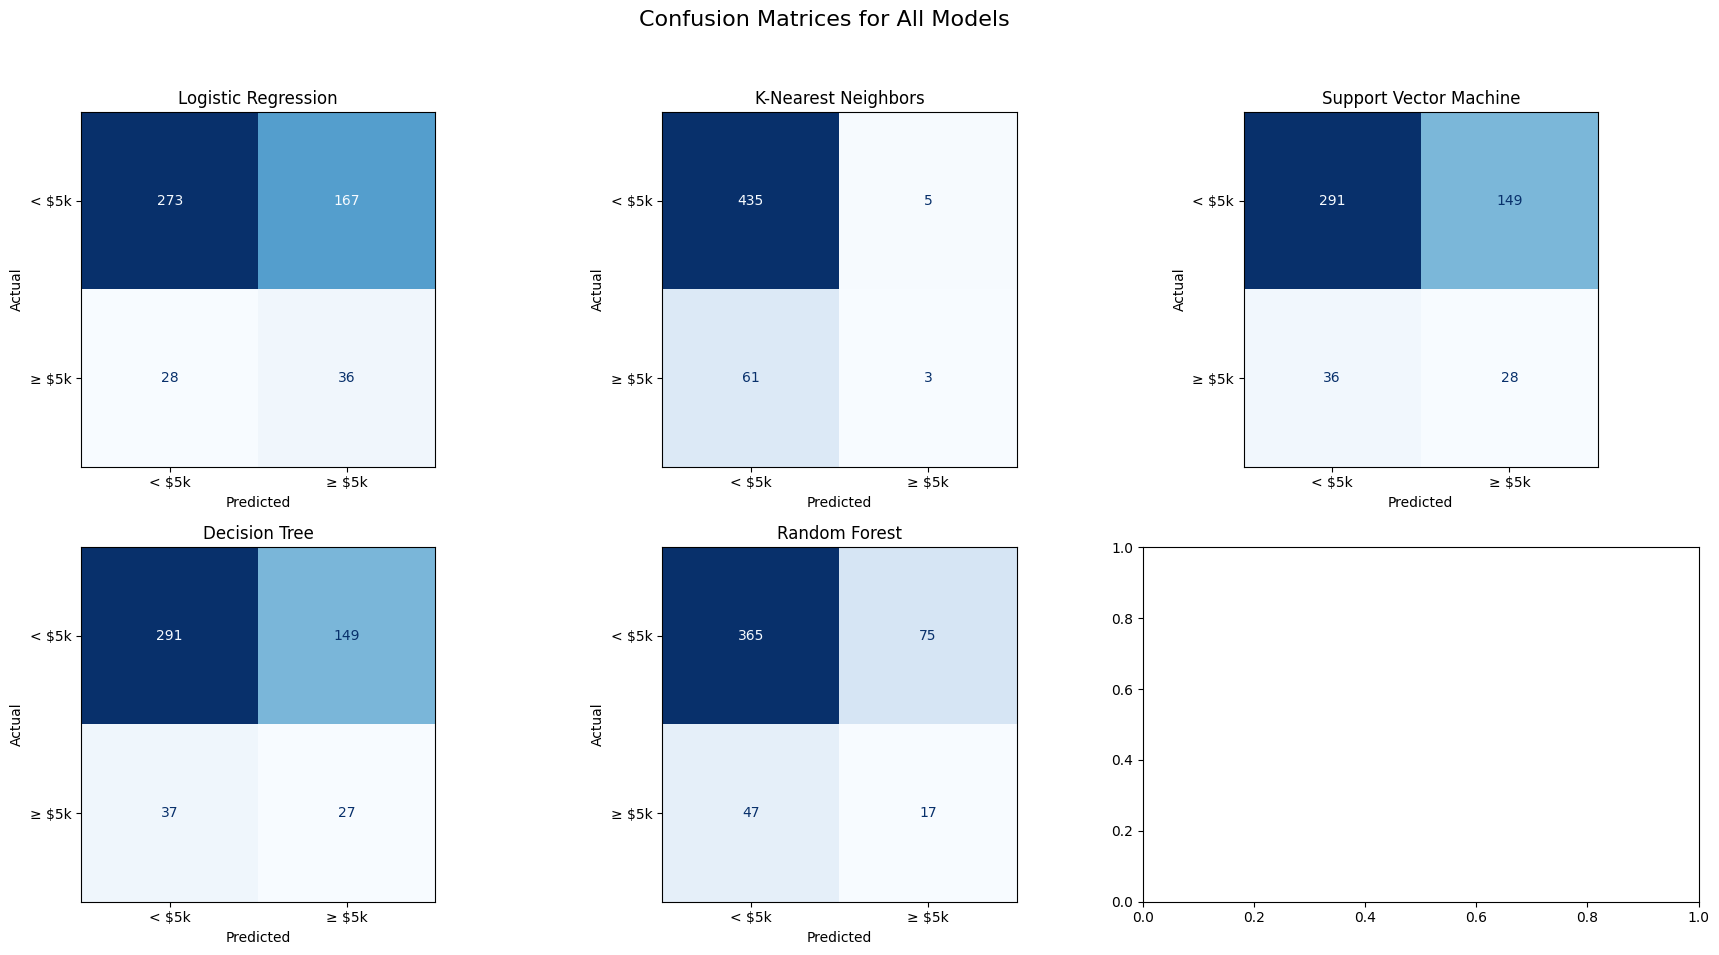 Confusion Matrices for All Models
Logistic Regression
Actual
< $5k
273
167
≥ $5k
28
36
< $5k
≥ $5k
Predicted
K-Nearest Neighbors
Actual
< $5k
435
5
≥ $5k
61
3
< $5k
≥ $5k
Predicted
Support Vector Machine
Actual
< $5k
291
149
≥ $5k
36
28
< $5k
≥ $5k
Predicted
Decision Tree
Actual
< $5k
291
149
≥ $5k
37
27
< $5k
≥ $5k
Predicted
Random Forest
Actual
< $5k
365
75
≥ $5k
47
17
< $5k
≥ $5k
Predicted
1.0
0.8
0.6
0.4
0.2
0.0
0.0
0.2
0.4
0.6
0.8
1.0